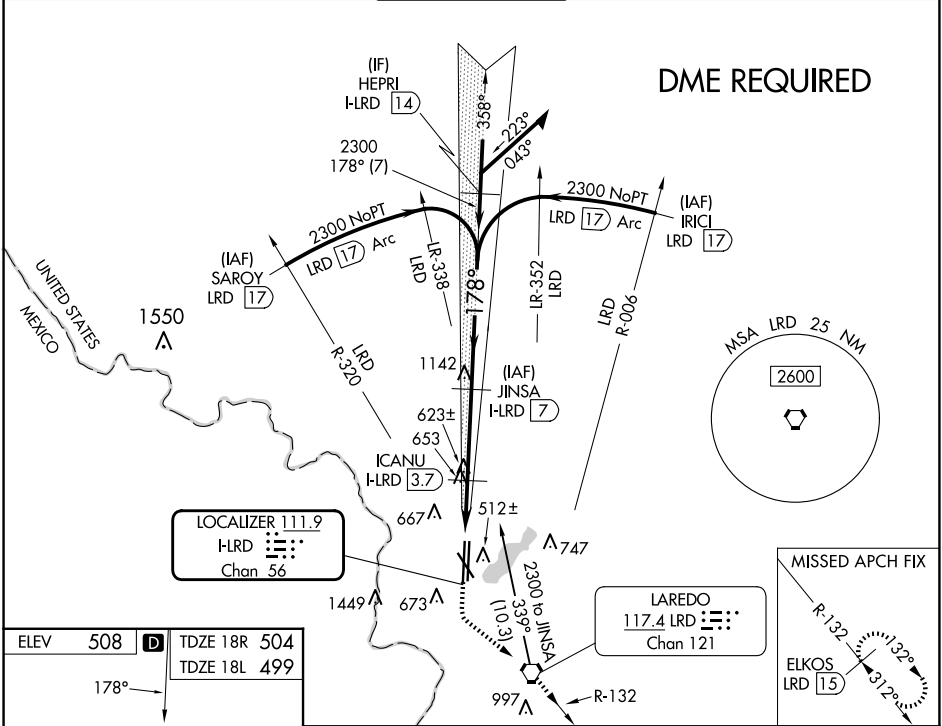 DME REQUIRED
(IF)
HEPRI
I-LRD 14
2300
178° (7)
358°
223°
043°
2300 NoPT
LRD 17 Arc
(IAF)
SAROY
LRD 17
LR-338
LRD
178°
2300 NoPT
LRD 17 Arc
(IAF)
IRICI
LRD 17
LR-352
LRD
LRD
R-006
UNITED STATES
MEXICO
1550
LRD
R-320
1142
(IAF)
JINSA
I-LRD 7
623±
653
ICANU
I-LRD 3.7
667
512±
747
MSA LRD 25 NM
2600
LOCALIZER 111.9
I-LRD
Chan 56
1449
673
2300 to JINSA
339°
(10.3)
LAREDO
117.4 LRD
Chan 121
R-132
997
MISSED APCH FIX
R-132
132°
312°
ELKOS
LRD 15
ELEV 508 D TDZE 18R 504
TDZE 18L 499
178°